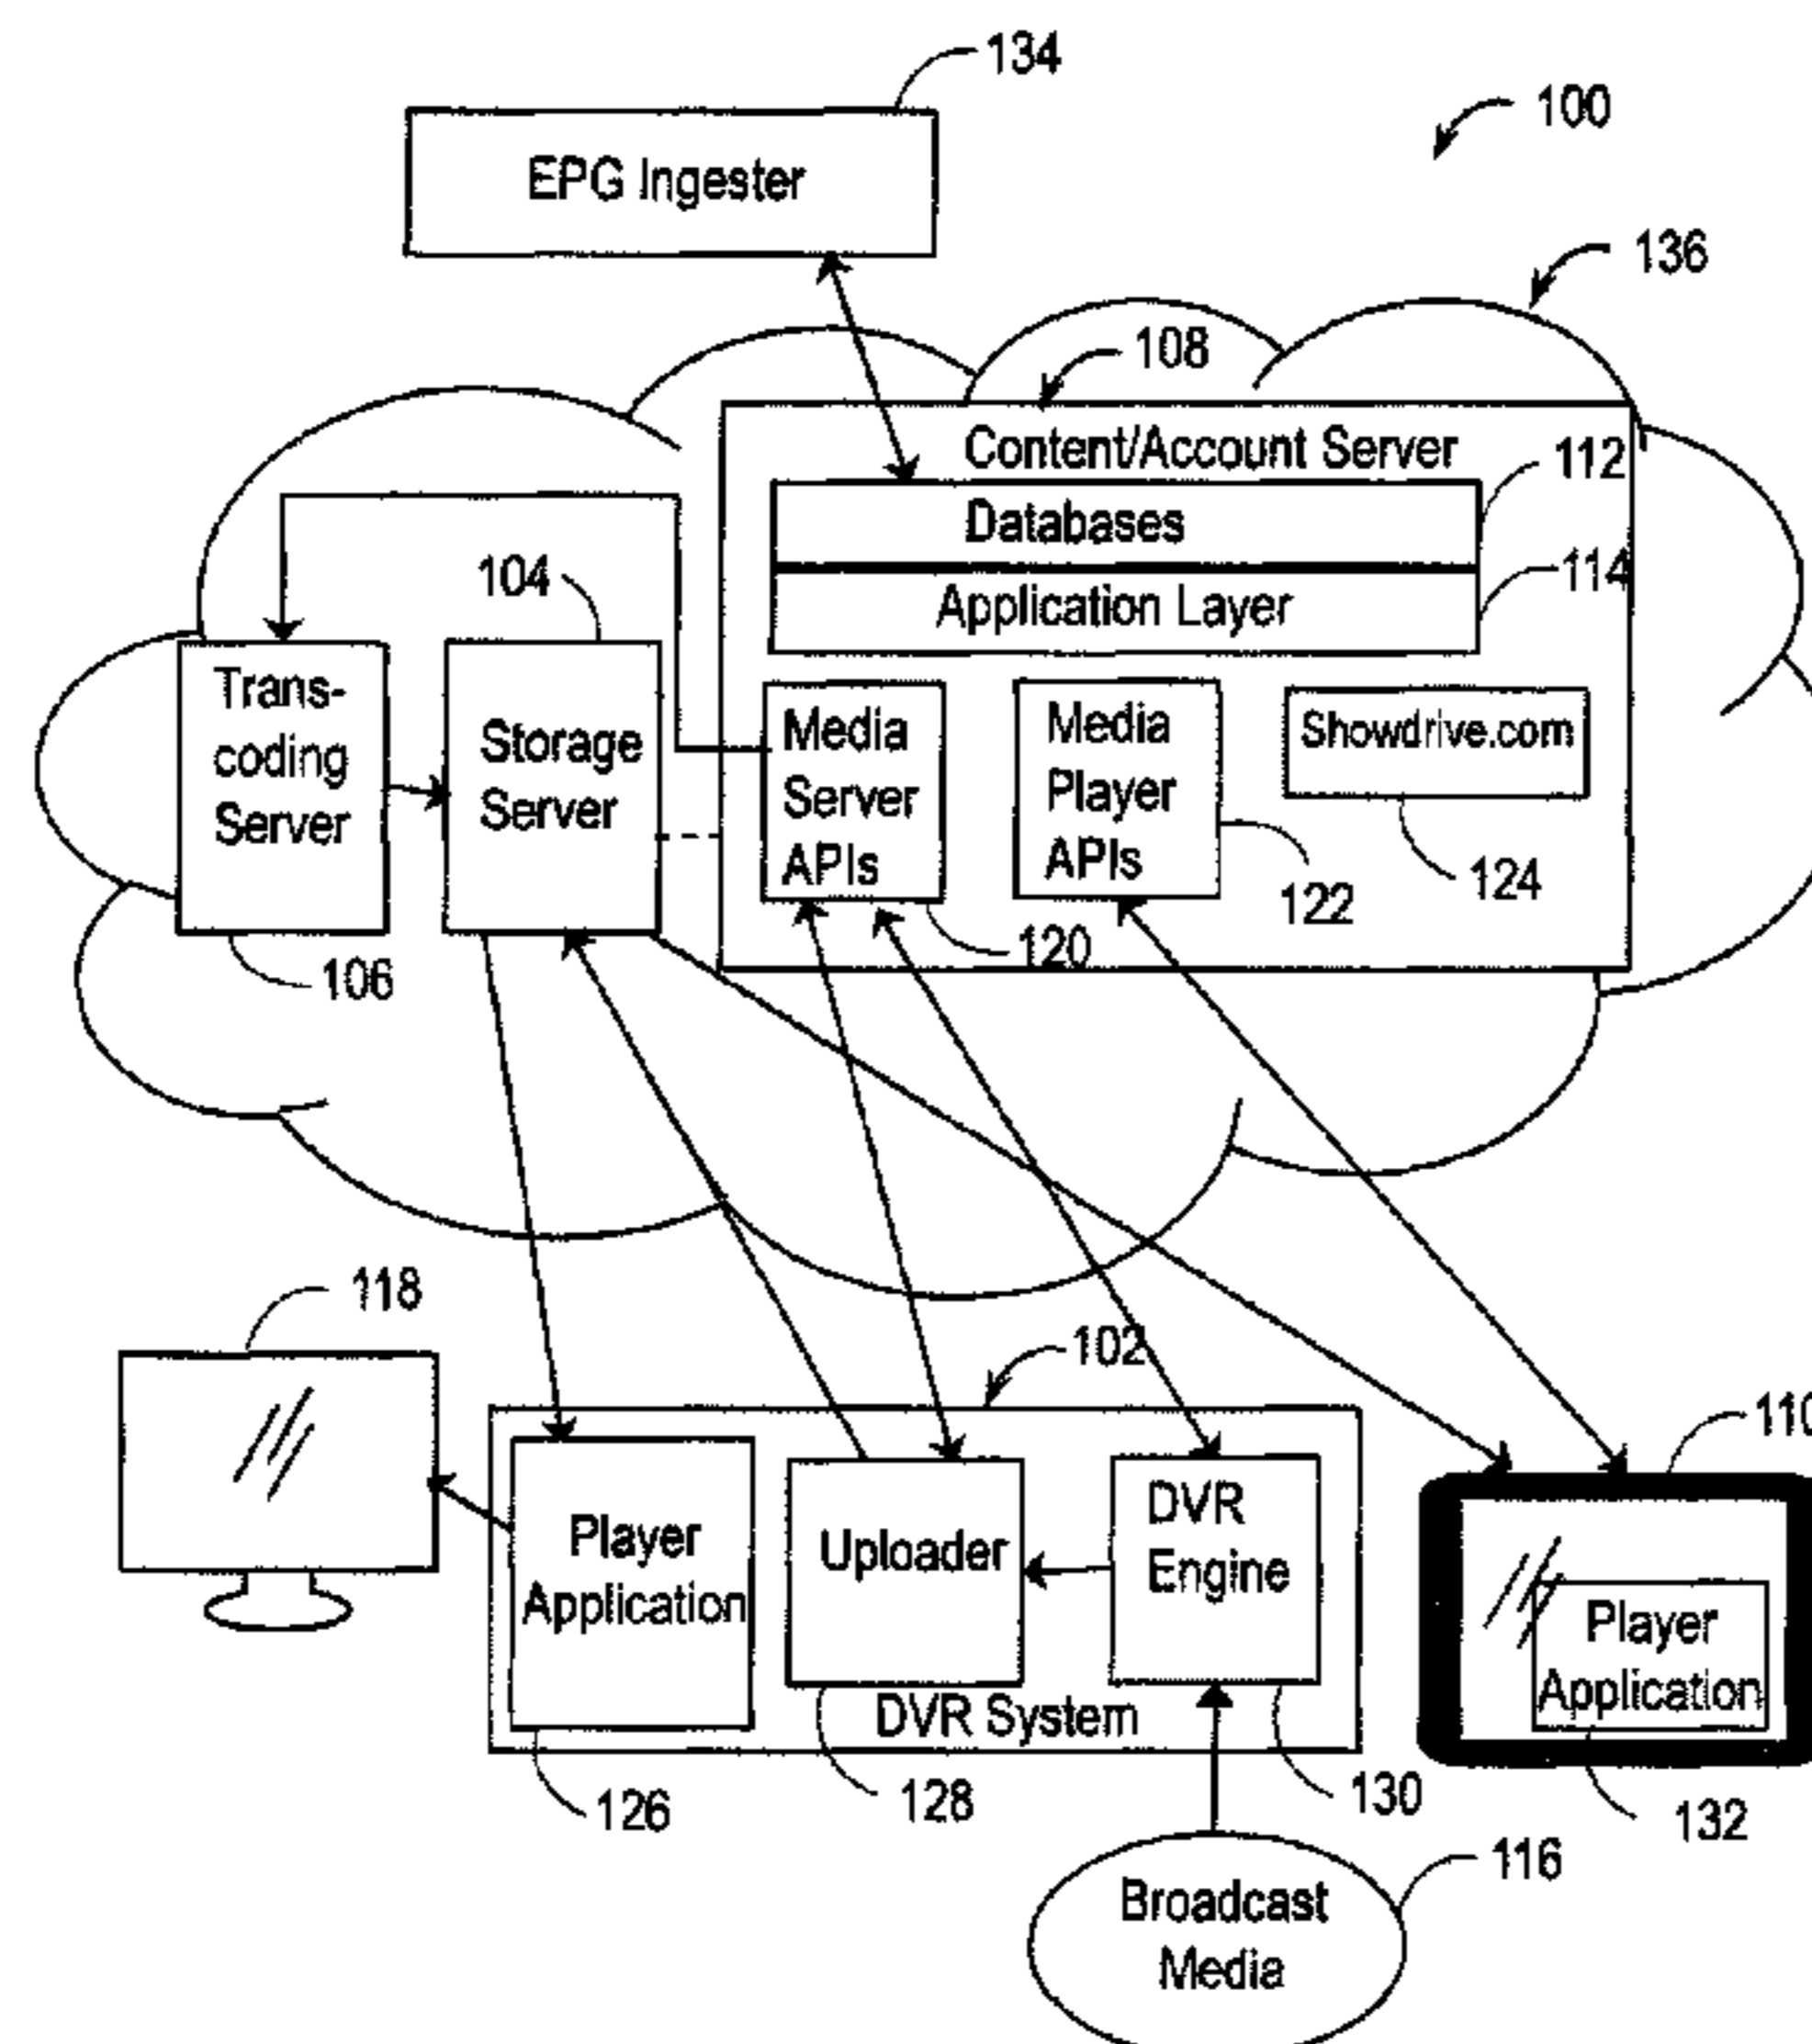 134
100
EPG Ingester
136
108
Content/Account Server
112
Databases
104
114
Application Layer
Trans-
coding
Server
Storage
Server
Media
Server
APIs
Media
Player
APIs
Showdrive.com
124
122
120
106
118
102
110
Player
Application
Uploader
DVR
Engine
Player
Application
DVR System
126
128
130
132
116
Broadcast
Media